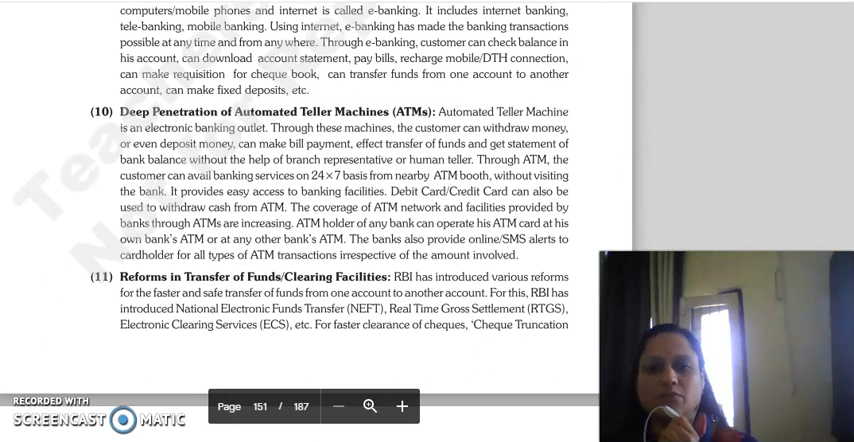 computers/mobile phones and internet is called e-banking. It includes internet banking,
tele-banking, mobile banking. Using internet, e-banking has made the banking transactions
possible at any time and from any where. Through e-banking, customer can check balance in
his account, can download account statement, pay bills, recharge mobile/DTH connection,
can make requisition for cheque book, can transfer funds from one account to another
account, can make fixed deposits, etc.
(10) Deep Penetration of Automated Teller Machines (ATMs): Automated Teller Machine
is an electronic banking outlet. Through these machines, the customer can withdraw money,
or even deposit money, can make bill payment, effect transfer of funds and get statement of
bank balance without the help of branch representative or human teller. Through ATM, the
customer can avail banking services on 24×7 basis from nearby ATM booth, without visiting
the bank. It provides easy access to banking facilities. Debit Card/Credit Card can also be
used to withdraw cash from ATM. The coverage of ATM network and facilities provided by
banks through ATMs are increasing. ATM holder of any bank can operate his ATM card at his
own bank's ATM or at any other bank's ATM. The banks also provide online/SMS alerts to
cardholder for all types of ATM transactions irrespective of the amount involved.
(11) Reforms in Transfer of Funds/Clearing Facilities: RBI has introduced various reforms
for the faster and safe transfer of funds from one account to another account. For this, RBI has
introduced National Electronic Funds Transfer (NEFT), Real Time Gross Settlement (RTGS),
Electronic Clearing Services (ECS), etc. For faster clearance of cheques, 'Cheque Truncation
Page 151 / 187
RECORDED WITH
SCREENCAST MATIC